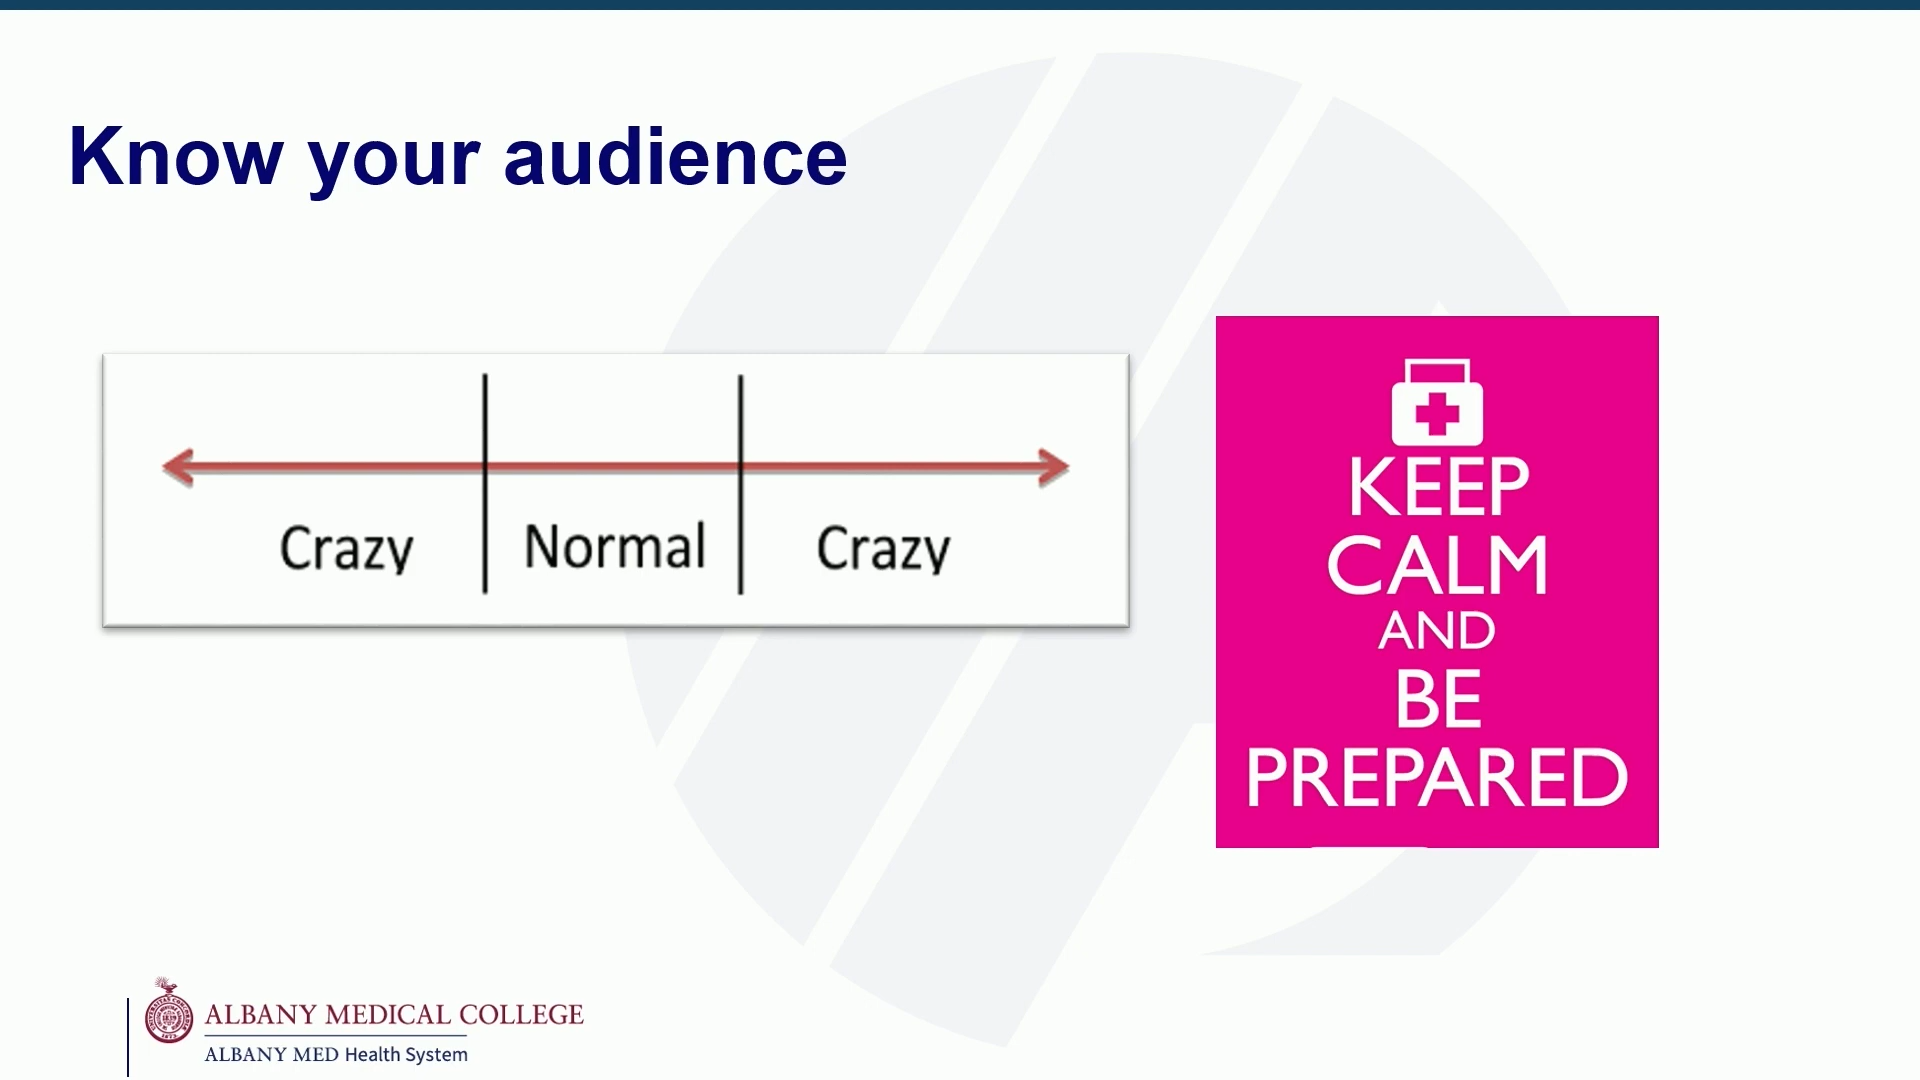 Know your audience
Crazy Normal Crazy
KEEP
CALM
AND
BE
PREPARED
ALBANY MEDICAL COLLEGE
ALBANY MED Health System